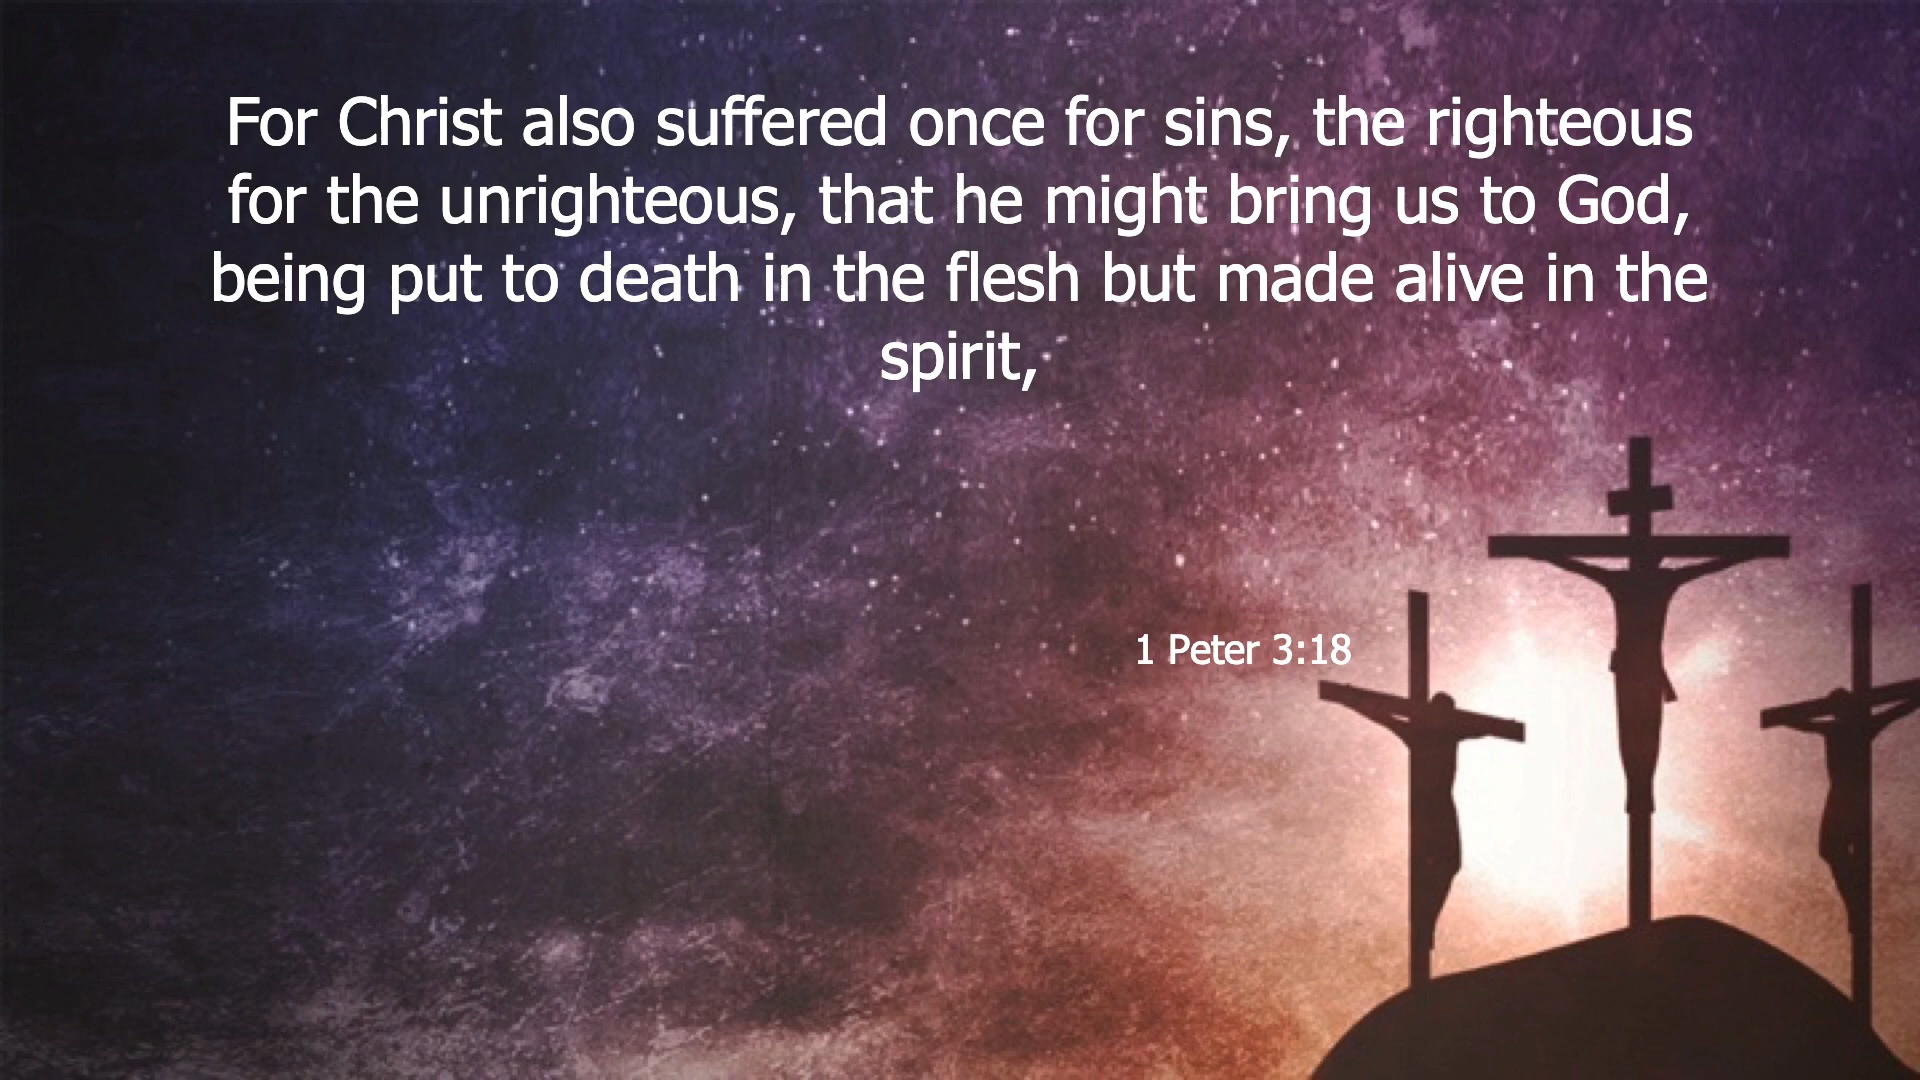 For Christ also suffered once for sins, the righteous
for the unrighteous, that he might bring us to God,
being put to death in the flesh but made alive in the
spirit,
1 Peter 3:18